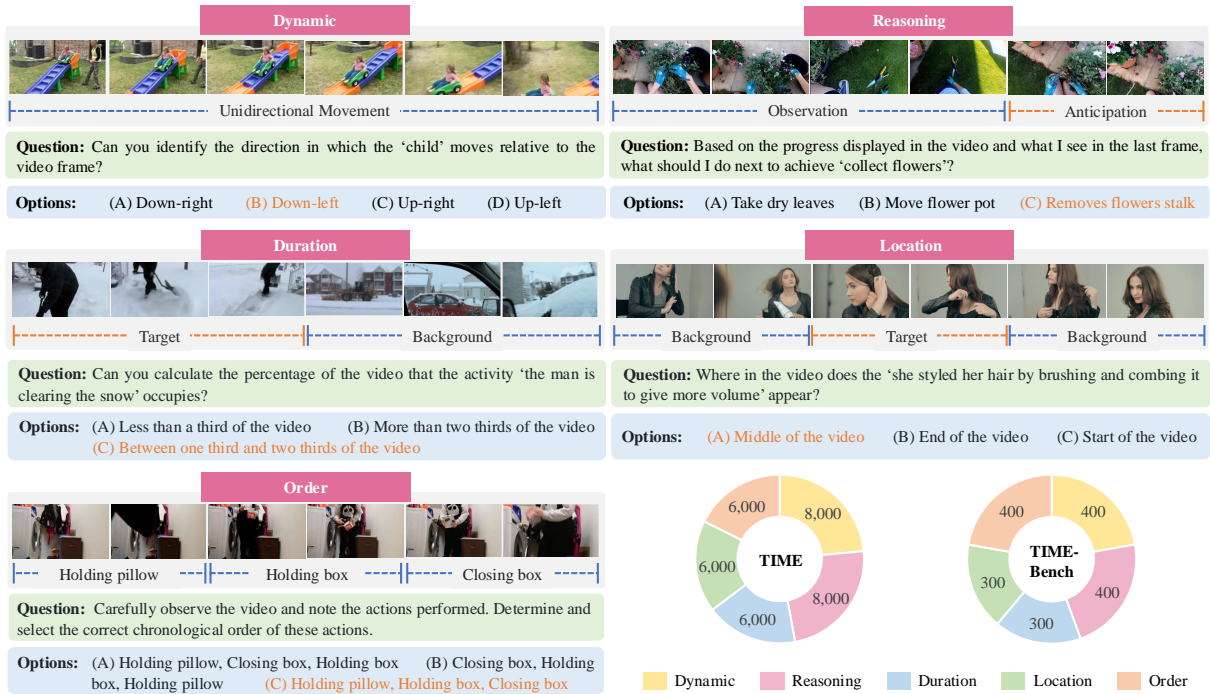 Dynamic
Unidirectional Movement
Question: Can you identify the direction in which the ‘child’ moves relative to the
video frame?
Options: (A) Down-right (B) Down-left (C) Up-right (D) Up-left
Reasoning
Observation Anticipation
Question: Based on the progress displayed in the video and what I see in the last frame,
what should I do next to achieve ‘collect flowers’?
Options: (A) Take dry leaves (B) Move flower pot (C) Removes flowers stalk
Duration
Target Background
Question: Can you calculate the percentage of the video that the activity ‘the man is
clearing the snow’ occupies?
Options: (A) Less than a third of the video (B) More than two thirds of the video
(C) Between one third and two thirds of the video
Location
Background Target Background
Question: Where in the video does the ‘she styled her hair by brushing and combing it
to give more volume’ appear?
Options: (A) Middle of the video (B) End of the video (C) Start of the video
Order
Holding pillow Holding box Closing box
Question: Carefully observe the video and note the actions performed. Determine and
select the correct chronological order of these actions.
Options: (A) Holding pillow, Closing box, Holding box (B) Closing box, Holding
box, Holding pillow (C) Holding pillow, Holding box, Closing box
6,000 8,000
6,000 TIME
6,000 8,000
400 400
300 TIME-
Bench
300 400
Dynamic Reasoning Duration Location Order